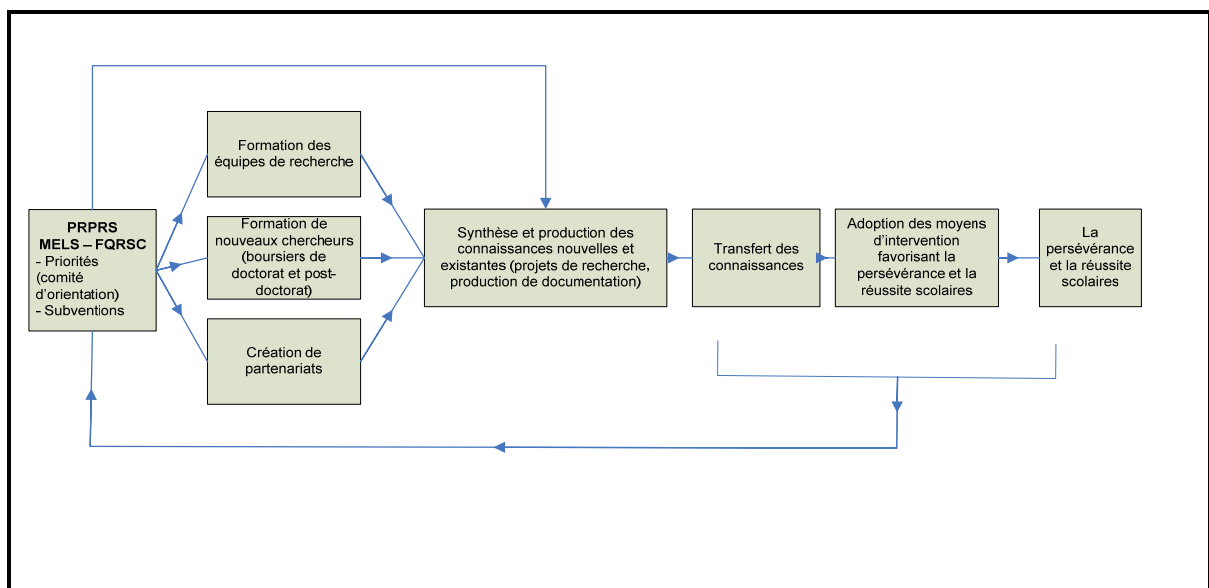 PRPRS
MELS – FQRSC
- Priorités
(comité
d'orientation)
- Subventions
Formation des
équipes de recherche
Formation de
nouveaux chercheurs
(boursiers de
doctorat et post-
doctorat)
Création de
partenariats
Synthèse et production des
connaissances nouvelles et
existantes (projets de recherche,
production de documentation)
Transfert des
connaissances
Adoption des moyens
d'intervention
favorisant la
persévérance et la
réussite scolaires
La
persévérance
et la réussite
scolaires